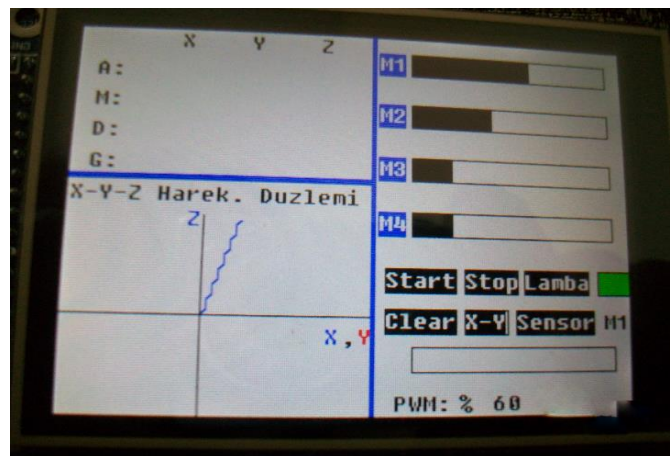 X Y Z
A:
M:
D:
G:
X-Y-Z Harek. Duzlemi
Z
X,Y
M1
M2
M3
M4
Start Stop Lamba
Clear X-Y Sensor M1
PWM: % 60